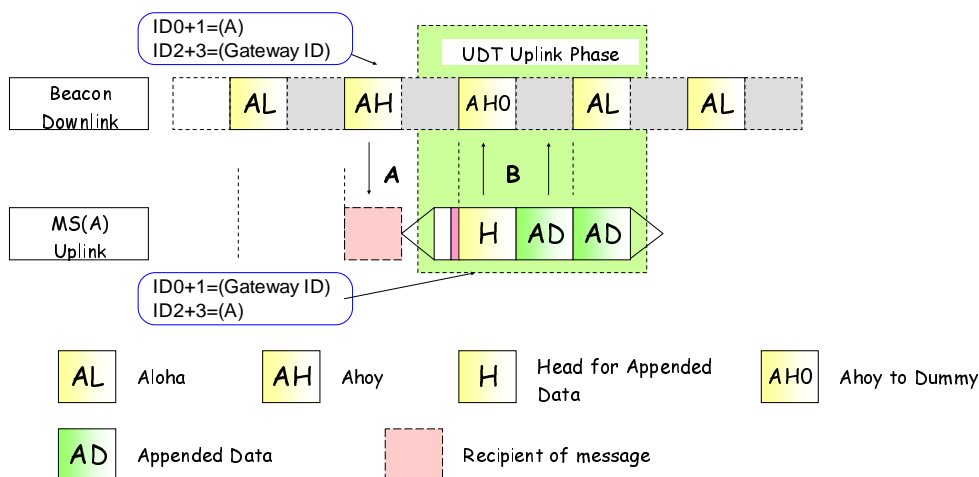 ID0+1=(A)
ID2+3=(Gateway ID)
UDT Uplink Phase
Beacon
Downlink
AL
AH
AH0
AL
AL
A
B
MS(A)
Uplink
H
AD
AD
ID0+1=(Gateway ID)
ID2+3=(A)
AL
Aloha
AH
Ahoy
H
Head for Appended
Data
AH0
Ahoy to Dummy
AD
Appended Data
Recipient of message